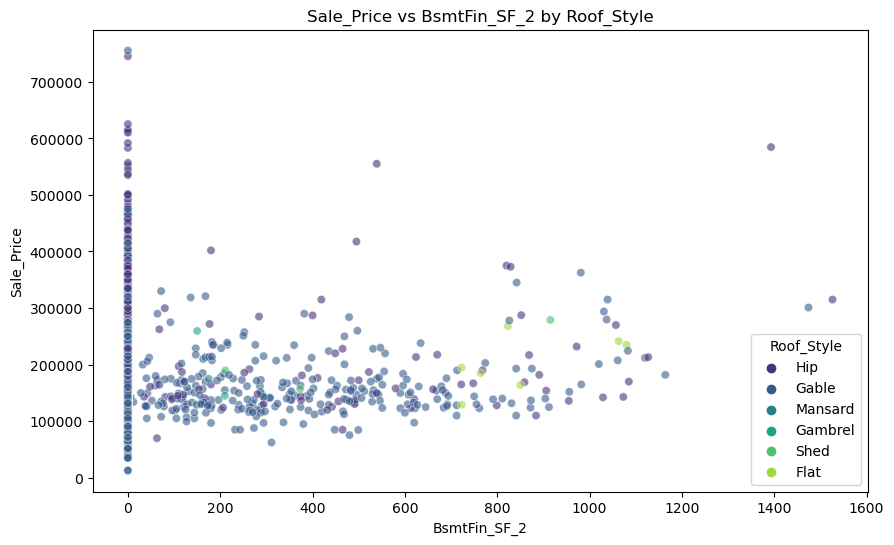 Sale_Price vs BsmtFin_SF_2 by Roof_Style
Sale_Price
700000
600000
500000
400000
300000
200000
100000
0
0 200 400 600 800 1000 1200 1400 1600
BsmtFin_SF_2
Roof_Style
Hip
Gable
Mansard
Gambrel
Shed
Flat